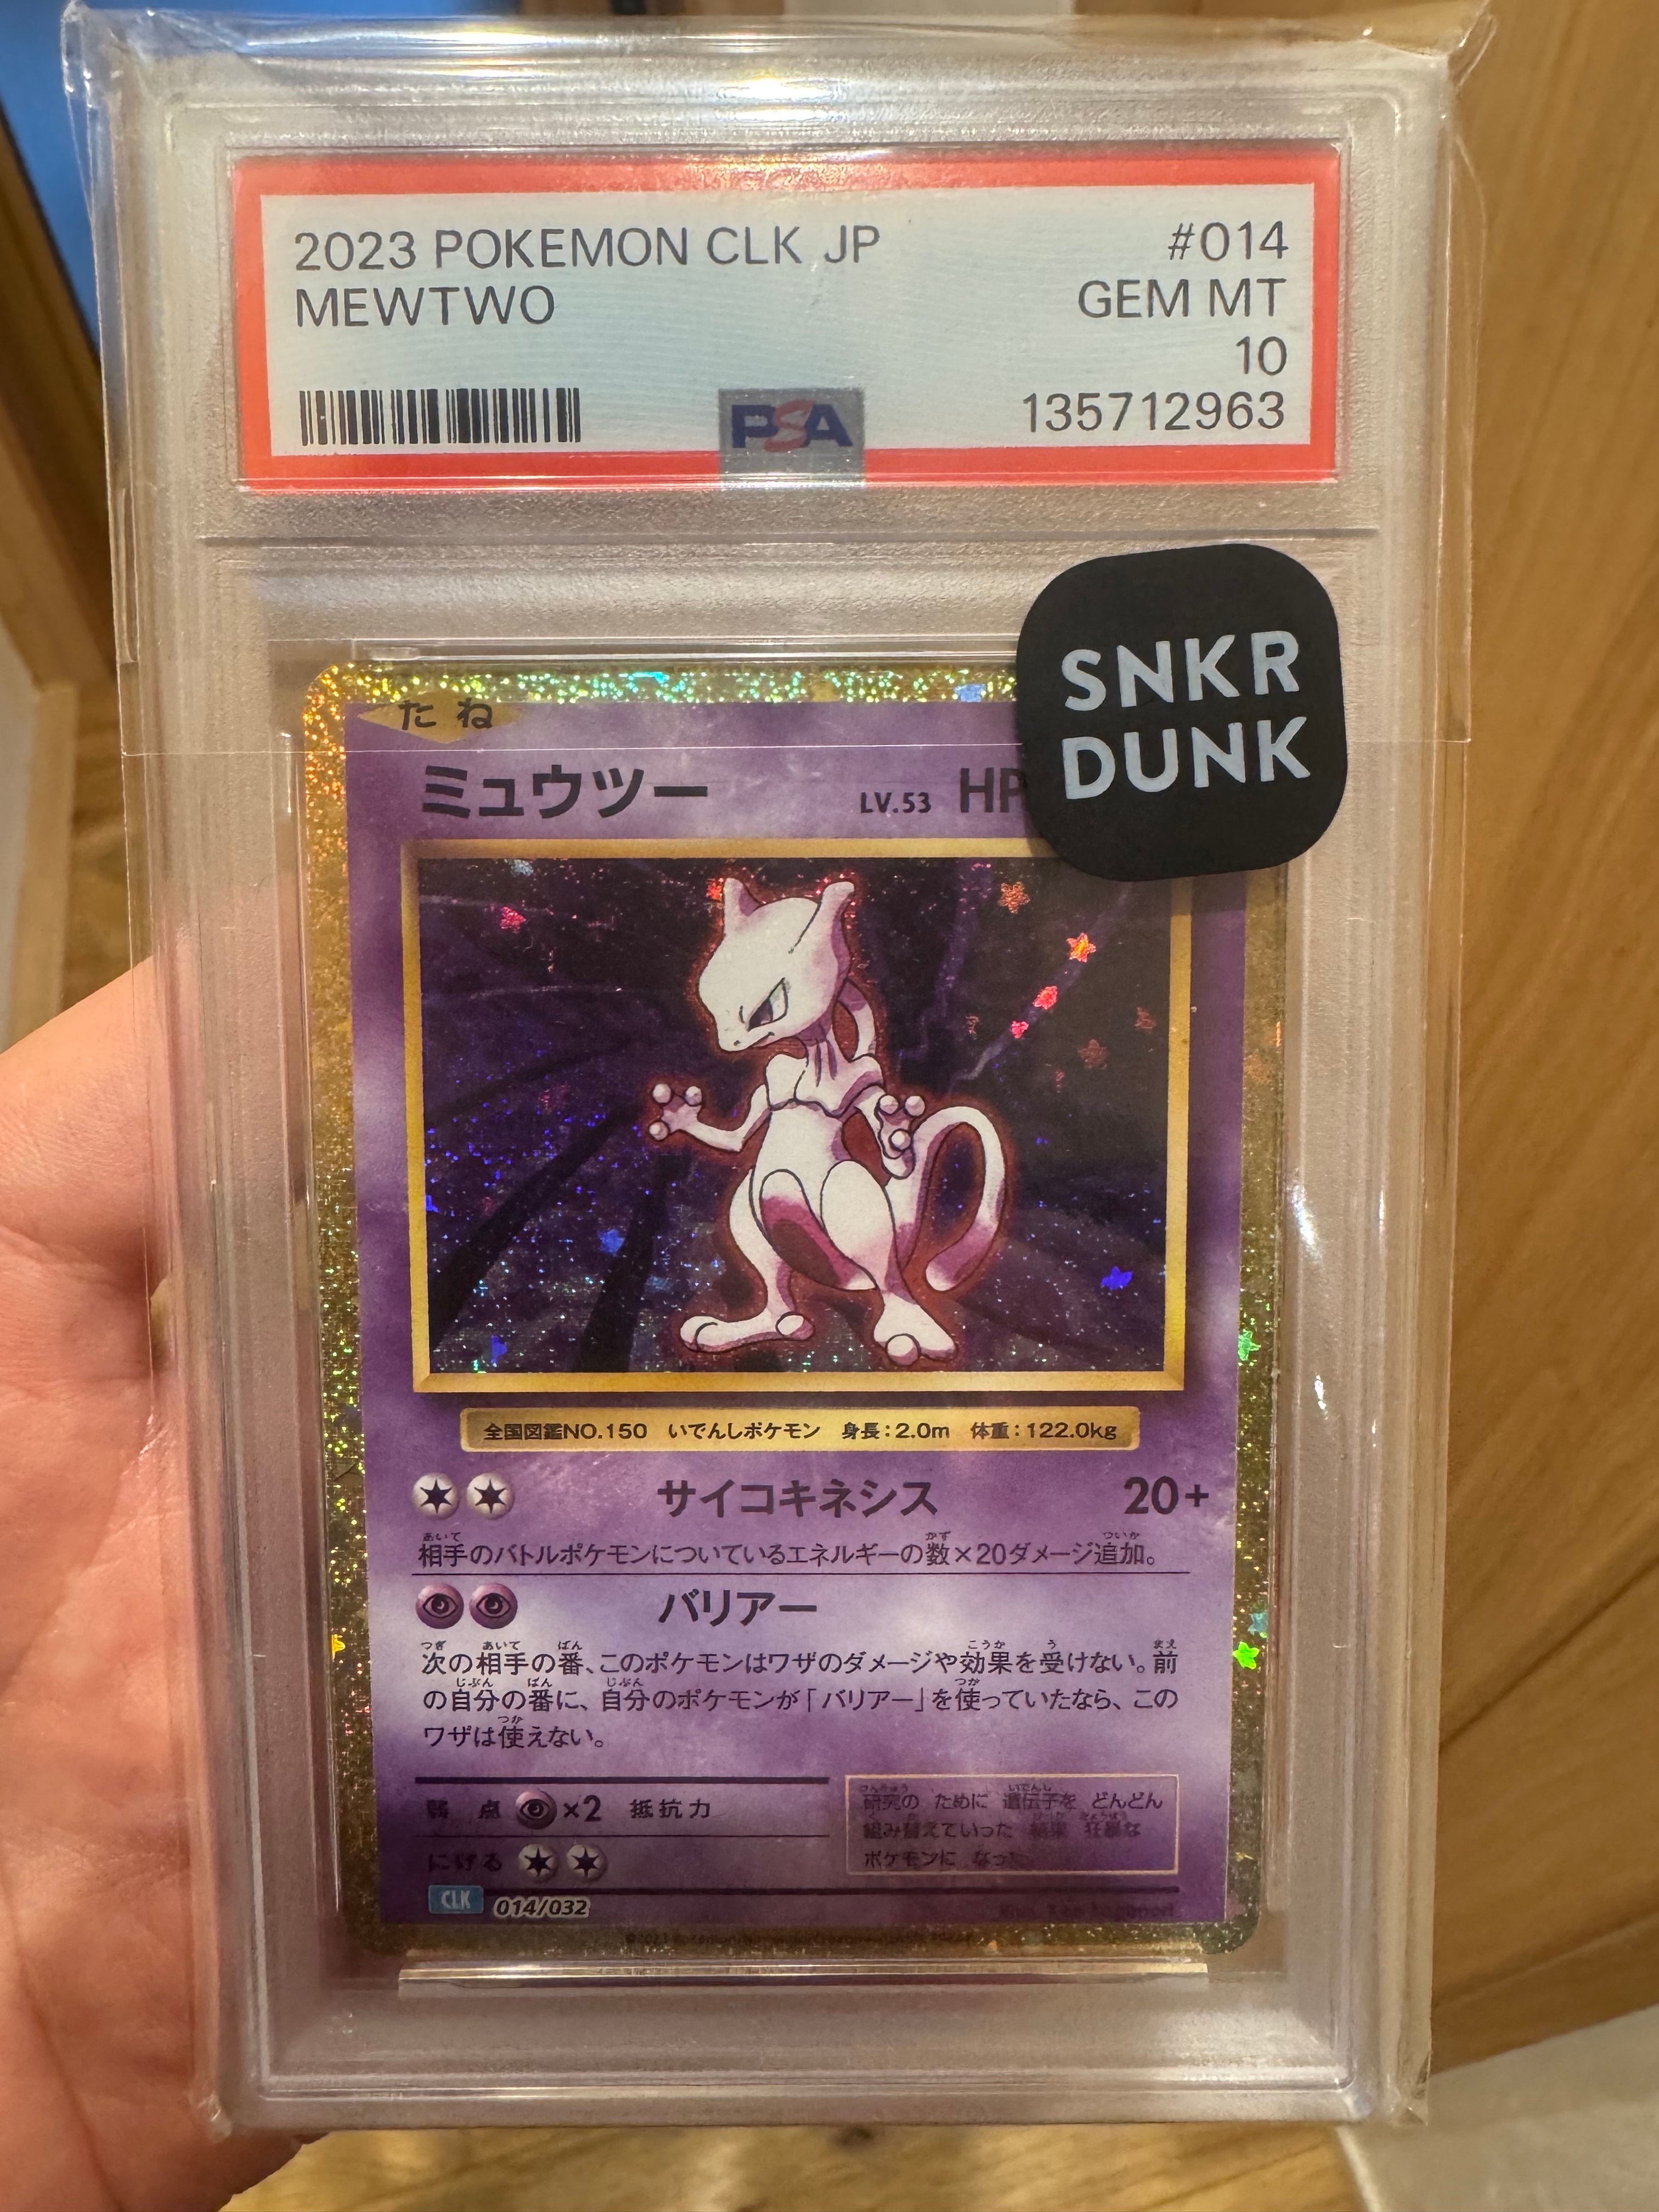 2023 POKEMON CLK JP #014
MEWTWO GEM MT
10
PSA 135712963
SNKR
DUNK
たね
ミュウツー LV.53 HP
全国図鑑NO.150 いでんしポケモン 身長:2.0m 体重:122.0kg
サイコキネシス 20+
相手のバトルポケモンについているエネルギーの数×20ダメージ追加。
バリアー
次の相手の番、このポケモンはワザのダメージや効果を受けない。前
の自分の番に、自分のポケモンが「バリアー」を使っていたなら、この
ワザは使えない。
弱点 ×2 抵抗力
にげる
研究の ために 遺伝子を どんどん
組み替えていった 結果 狂暴な
ポケモンに なった
CLK 014/032